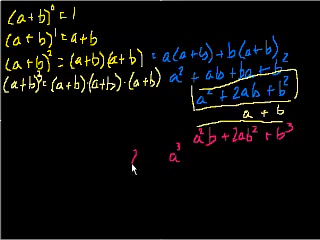 (a+b)⁰ = 1
(a+b)¹ = a+b
(a+b)² = (a+b)(a+b) = a(a+b) + b(a+b)
a² + ab + ba + b²
(a+b)³ = (a+b)·(a+b)·(a+b)
a² + 2ab + b²
a + b
a²b + 2ab² + b³
a³